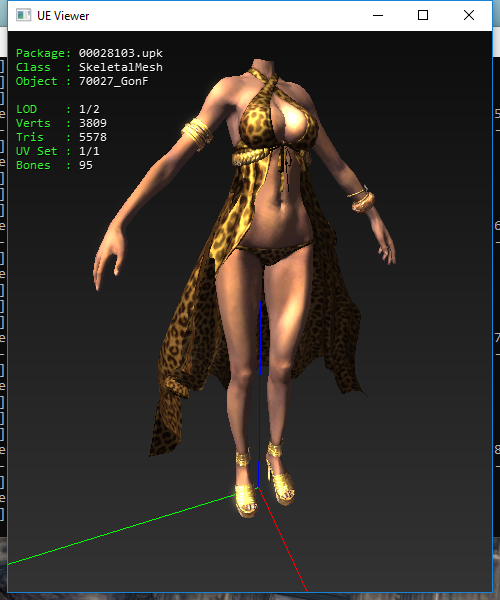 UE Viewer
Package: 00028103.upk
Class  : SkeletalMesh
Object : 70027_GonF
LOD    : 1/2
Verts  : 3809
Tris   : 5578
UV Set : 1/1
Bones  : 95